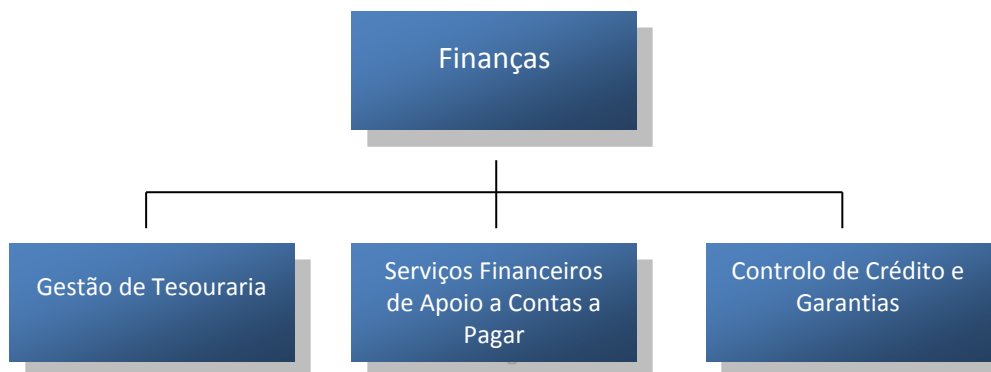 Finanças
Gestão de Tesouraria
Serviços Financeiros
de Apoio a Contas a
Pagar
Controlo de Crédito e
Garantias